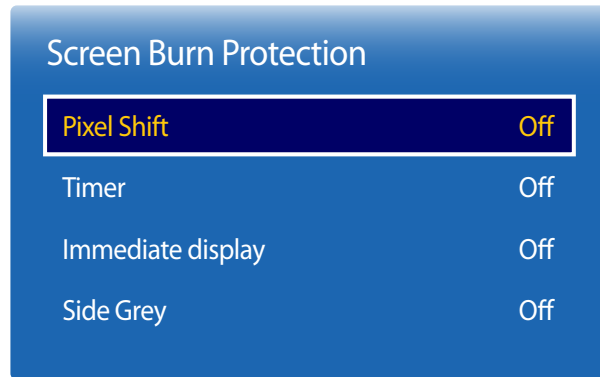 Screen Burn Protection
Pixel Shift Off
Timer Off
Immediate display Off
Side Grey Off